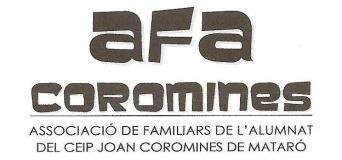 afa
coromines
ASSOCIACIÓ DE FAMILIARS DE L'ALUMNAT
DEL CEIP JOAN COROMINES DE MATARÓ